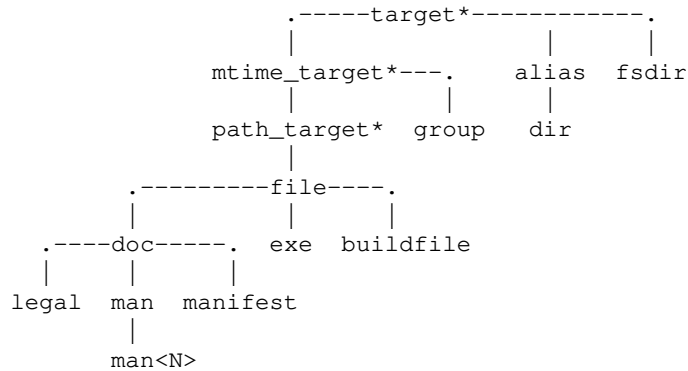 .-----target*------------.
|                |      |
mtime_target*---.    alias  fsdir
|          |      |
path_target*  group   dir
|
.---------file----.
|          |      |
.----doc-----.  exe  buildfile
|     |      |
legal  man  manifest
|
man<N>